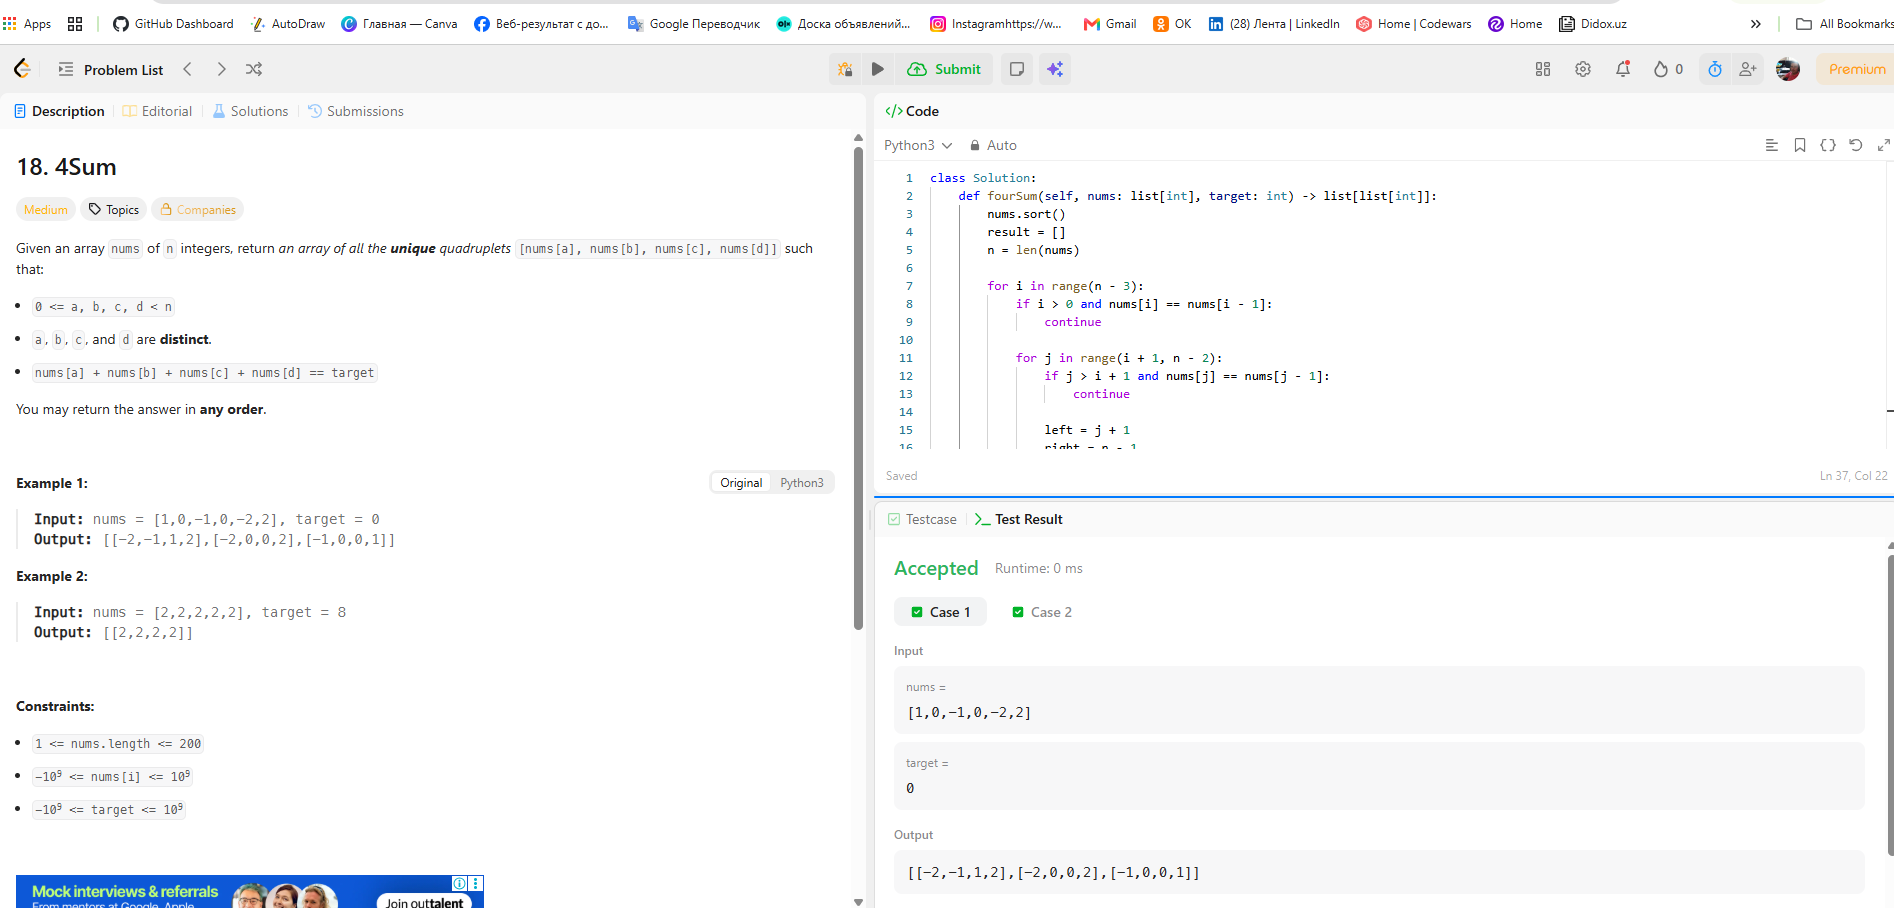 Apps GitHub Dashboard AutoDraw Главная — Canva Веб-результат с до... Google Переводчик Доска объявлений... Instagramhttps://w... Gmail OK (28) Лента | LinkedIn Home | Codewars Home Didox.uz » All Bookmarks
Problem List Submit 0 Premium
Description Editorial Solutions Submissions
18. 4Sum
Medium Topics Companies
Given an array nums of n integers, return an array of all the unique quadruplets [nums[a], nums[b], nums[c], nums[d]] such
that:
• 0 <= a, b, c, d < n
• a, b, c, and d are distinct.
• nums[a] + nums[b] + nums[c] + nums[d] == target
You may return the answer in any order.
Example 1:
Original Python3
Input: nums = [1,0,-1,0,-2,2], target = 0
Output: [[-2,-1,1,2],[-2,0,0,2],[-1,0,0,1]]
Example 2:
Input: nums = [2,2,2,2,2], target = 8
Output: [[2,2,2,2]]
Constraints:
• 1 <= nums.length <= 200
• -10⁹ <= nums[i] <= 10⁹
• -10⁹ <= target <= 10⁹
Mock interviews & referrals
From mentors at Google, Apple
Join outtalent
</> Code
Python3 Auto
1 class Solution:
2     def fourSum(self, nums: list[int], target: int) -> list[list[int]]:
3         nums.sort()
4         result = []
5         n = len(nums)
6
7         for i in range(n - 3):
8             if i > 0 and nums[i] == nums[i - 1]:
9                 continue
10
11             for j in range(i + 1, n - 2):
12                 if j > i + 1 and nums[j] == nums[j - 1]:
13                     continue
14
15                 left = j + 1
16                 right = n - 1
Saved Ln 37, Col 22
Testcase >_ Test Result
Accepted Runtime: 0 ms
Case 1 Case 2
Input
nums =
[1,0,-1,0,-2,2]
target =
0
Output
[[-2,-1,1,2],[-2,0,0,2],[-1,0,0,1]]